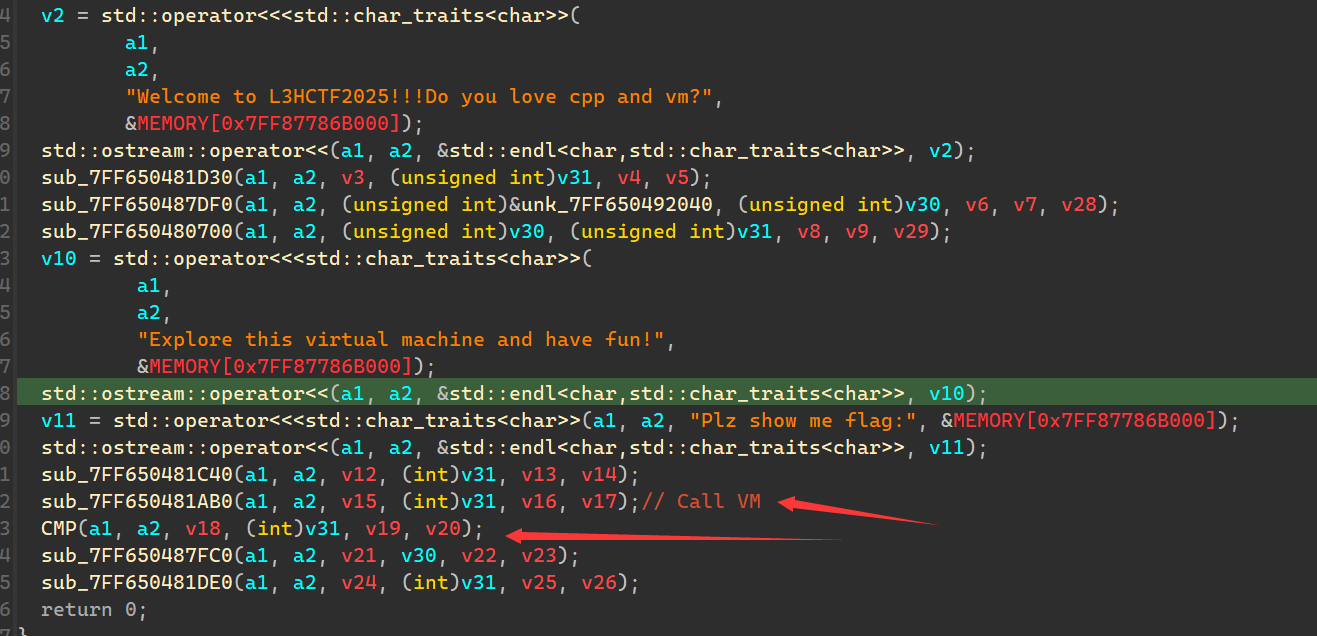 4 v2 = std::operator<<<std::char_traits<char>>(
5 a1,
6 a2,
7 "Welcome to L3HCTF2025!!!Do you love cpp and vm?",
8 &MEMORY[0x7FF87786B000]);
9 std::ostream::operator<<(a1, a2, &std::endl<char,std::char_traits<char>>, v2);
0 sub_7FF650481D30(a1, a2, v3, (unsigned int)v31, v4, v5);
1 sub_7FF650487DF0(a1, a2, (unsigned int)&unk_7FF650492040, (unsigned int)v30, v6, v7, v28);
2 sub_7FF650480700(a1, a2, (unsigned int)v30, (unsigned int)v31, v8, v9, v29);
3 v10 = std::operator<<<std::char_traits<char>>(
4 a1,
5 a2,
6 "Explore this virtual machine and have fun!",
7 &MEMORY[0x7FF87786B000]);
8 std::ostream::operator<<(a1, a2, &std::endl<char,std::char_traits<char>>, v10);
9 v11 = std::operator<<<std::char_traits<char>>(a1, a2, "Plz show me flag:", &MEMORY[0x7FF87786B000]);
0 std::ostream::operator<<(a1, a2, &std::endl<char,std::char_traits<char>>, v11);
1 sub_7FF650481C40(a1, a2, v12, (int)v31, v13, v14);
2 sub_7FF650481AB0(a1, a2, v15, (int)v31, v16, v17);// Call VM
3 CMP(a1, a2, v18, (int)v31, v19, v20);
4 sub_7FF650487FC0(a1, a2, v21, v30, v22, v23);
5 sub_7FF650481DE0(a1, a2, v24, (int)v31, v25, v26);
6 return 0;
7 }